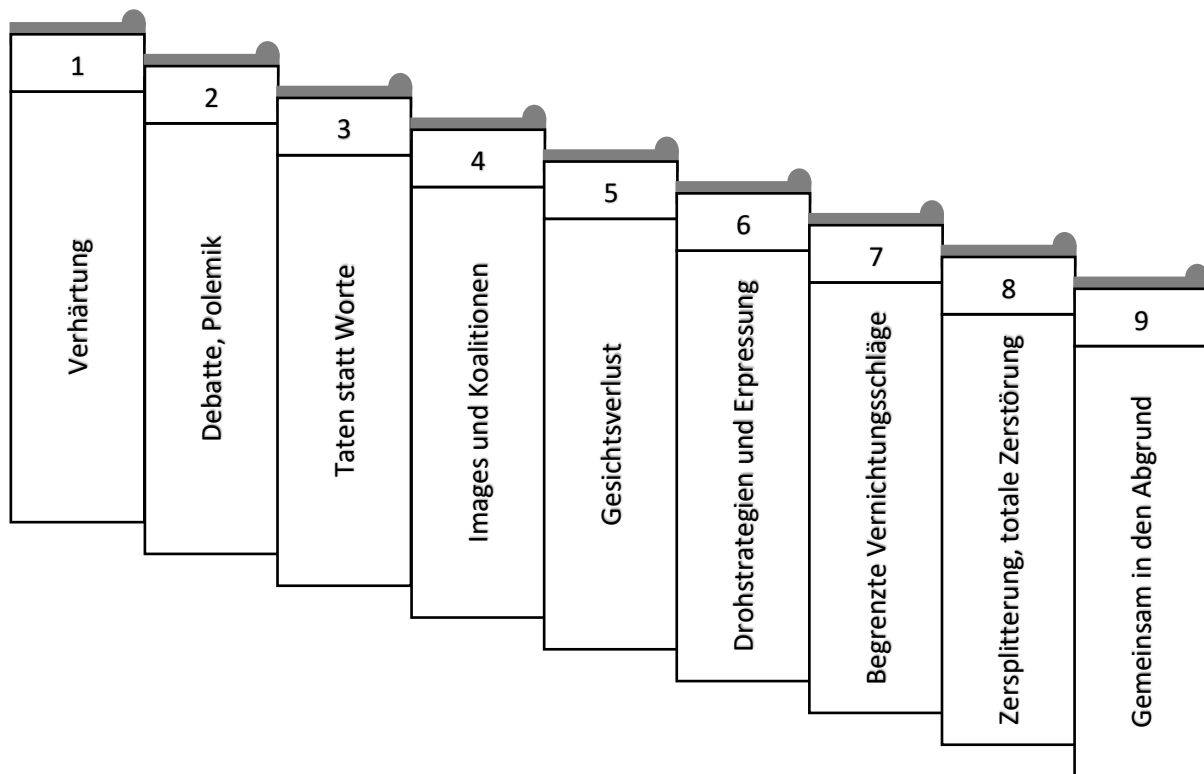 1
Verhärtung
2
Debatte, Polemik
3
Taten statt Worte
4
Images und Koalitionen
5
Gesichtsverlust
6
Drohstrategien und Erpressung
7
Begrenzte Vernichtungsschläge
8
Zersplitterung, totale Zerstörung
9
Gemeinsam in den Abgrund